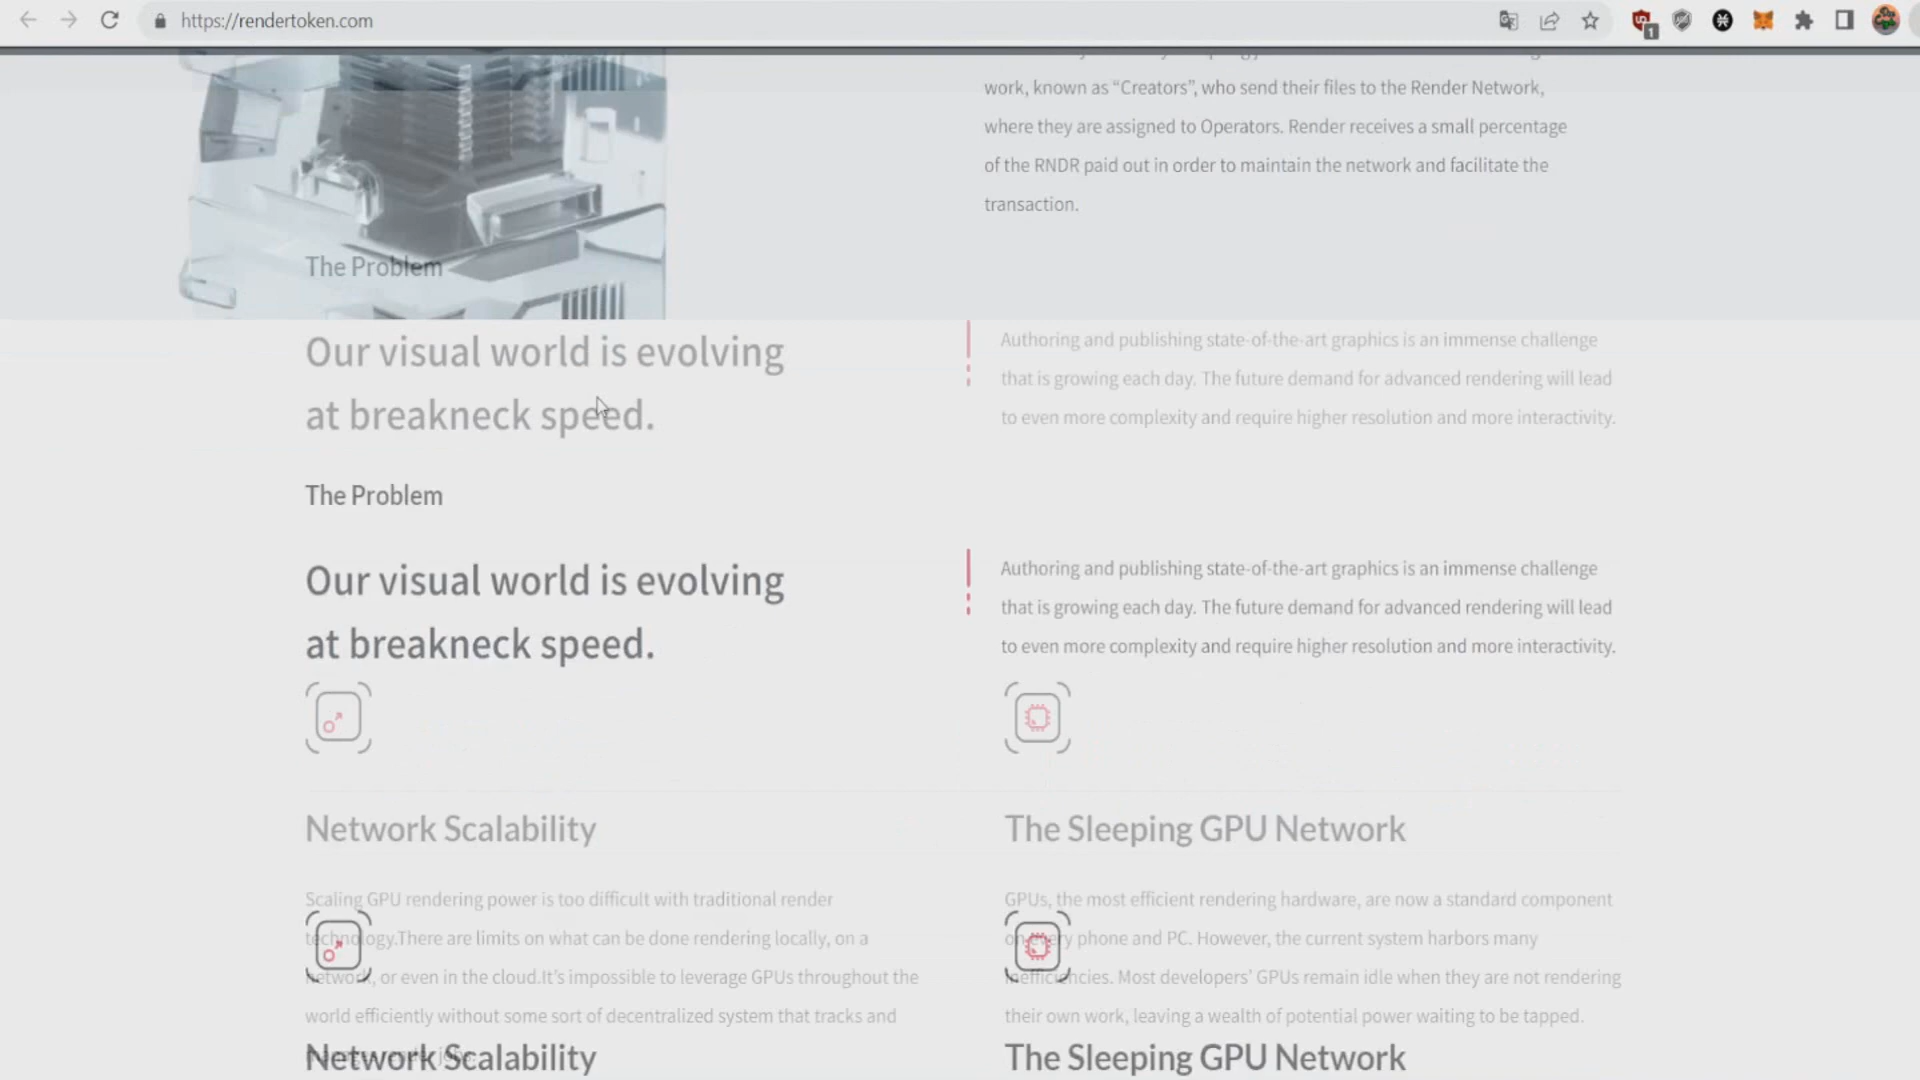 https://rendertoken.com
1
work, known as “Creators”, who send their files to the Render Network,
where they are assigned to Operators. Render receives a small percentage
of the RNDR paid out in order to maintain the network and facilitate the
transaction.
The Problem
Our visual world is evolving
at breakneck speed.
Authoring and publishing state-of-the-art graphics is an immense challenge
that is growing each day. The future demand for advanced rendering will lead
to even more complexity and require higher resolution and more interactivity.
The Problem
Our visual world is evolving
at breakneck speed.
Authoring and publishing state-of-the-art graphics is an immense challenge
that is growing each day. The future demand for advanced rendering will lead
to even more complexity and require higher resolution and more interactivity.
Network Scalability
Scaling GPU rendering power is too difficult with traditional render
technology.There are limits on what can be done rendering locally, on a
network, or even in the cloud.It's impossible to leverage GPUs throughout the
world efficiently without some sort of decentralized system that tracks and
The Sleeping GPU Network
GPUs, the most efficient rendering hardware, are now a standard component
on every phone and PC. However, the current system harbors many
inefficiencies. Most developers' GPUs remain idle when they are not rendering
their own work, leaving a wealth of potential power waiting to be tapped.
Network Scalability
The Sleeping GPU Network